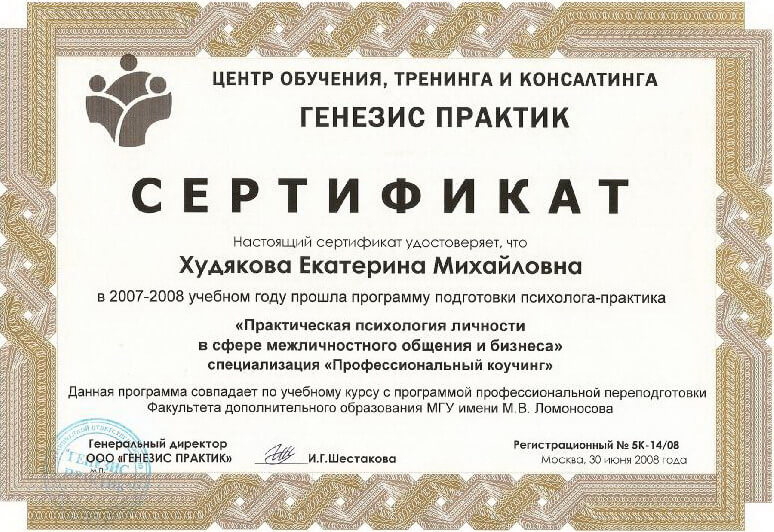 ЦЕНТР ОБУЧЕНИЯ, ТРЕНИНГА И КОНСАЛТИНГА
ГЕНЕЗИС ПРАКТИК
СЕРТИФИКАТ
Настоящий сертификат удостоверяет, что
Худякова Екатерина Михайловна
в 2007-2008 учебном году прошла программу подготовки психолога-практика
«Практическая психология личности
в сфере межличностного общения и бизнеса»
специализация «Профессиональный коучинг»
Данная программа совпадает по учебному курсу с программой профессиональной переподготовки
Факультета дополнительного образования МГУ имени М.В. Ломоносова
Генеральный директор
ООО «ГЕНЕЗИС ПРАКТИК»
И.Г.Шестакова
м.п.
Регистрационный № 5К-14/08
Москва, 30 июня 2008 года
ГЕНЕЗИС
ПРАКТИК